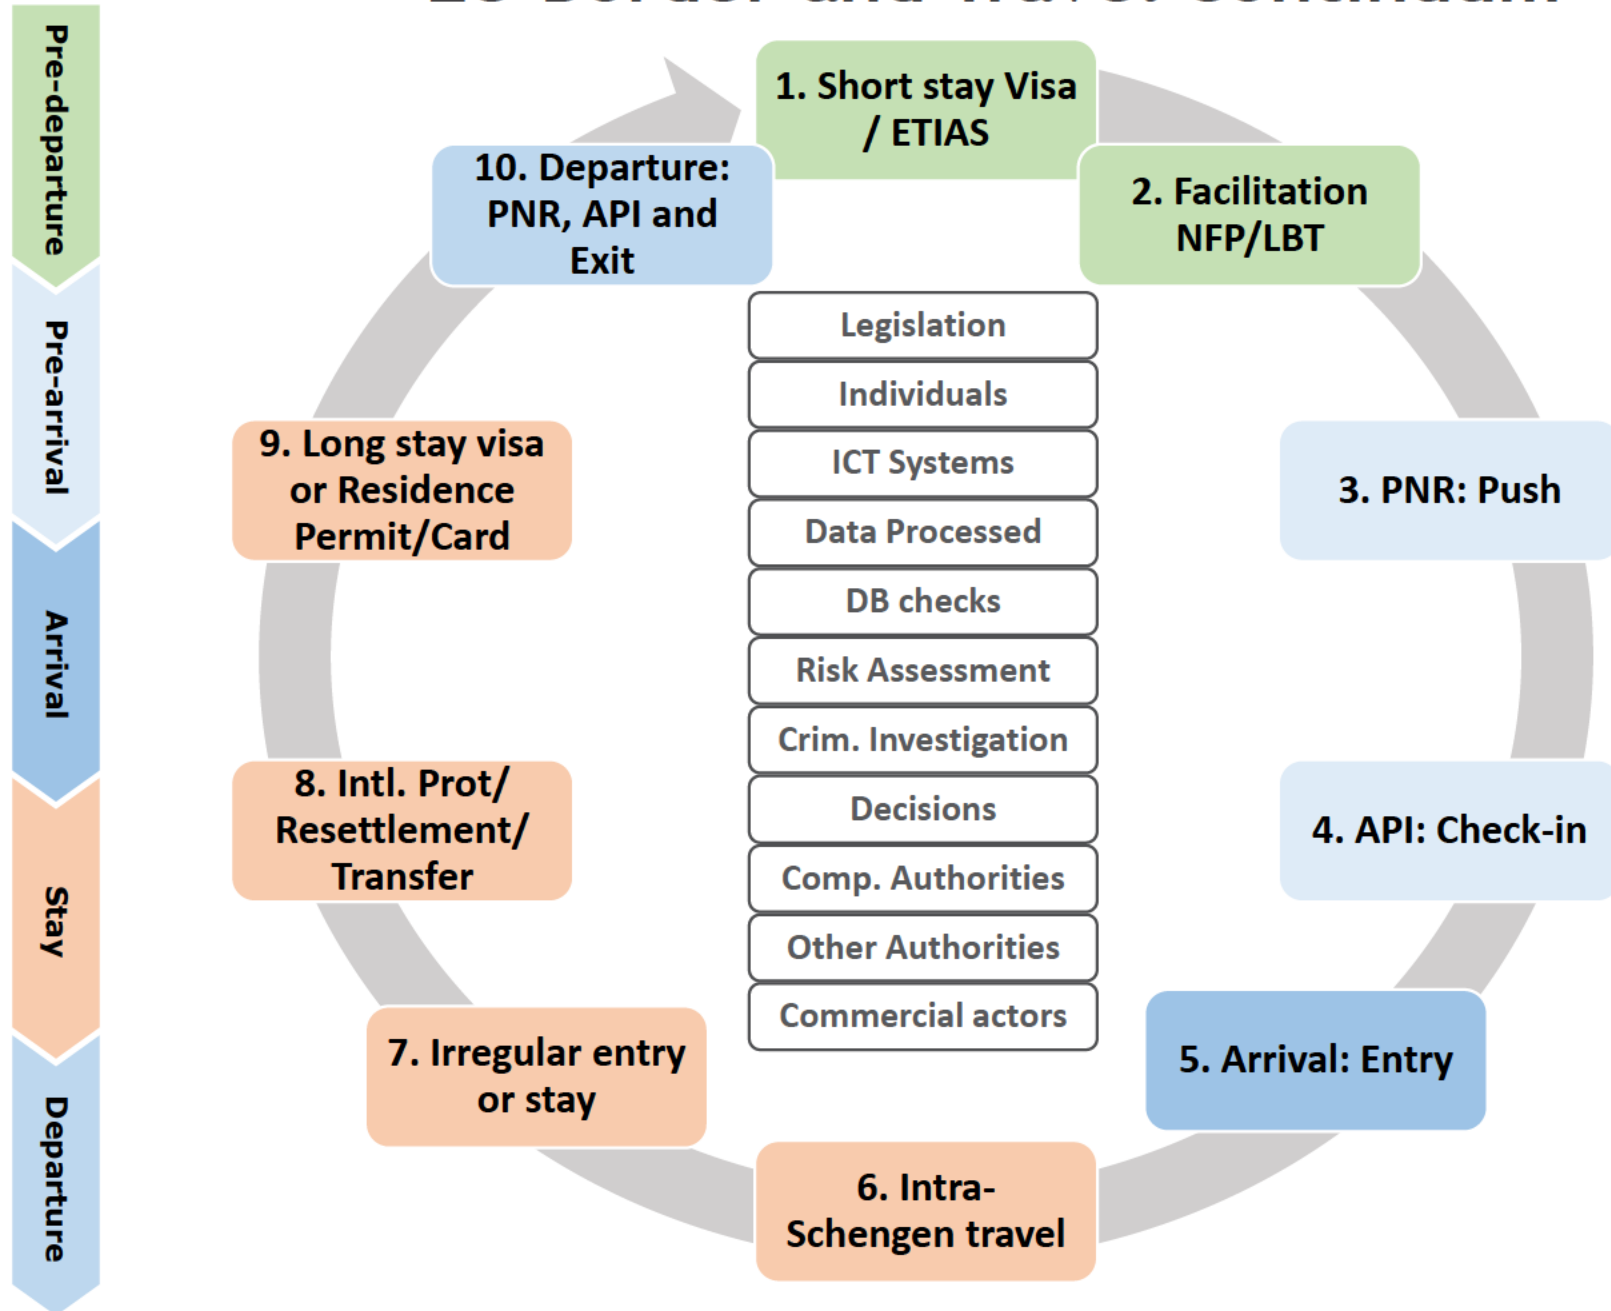 Pre-departure
Pre-arrival
Arrival
Stay
Departure
1. Short stay Visa
/ ETIAS
2. Facilitation
NFP/LBT
3. PNR: Push
4. API: Check-in
5. Arrival: Entry
6. Intra-
Schengen travel
7. Irregular entry
or stay
8. Intl. Prot/
Resettlement/
Transfer
9. Long stay visa
or Residence
Permit/Card
10. Departure:
PNR, API and
Exit
Legislation
Individuals
ICT Systems
Data Processed
DB checks
Risk Assessment
Crim. Investigation
Decisions
Comp. Authorities
Other Authorities
Commercial actors